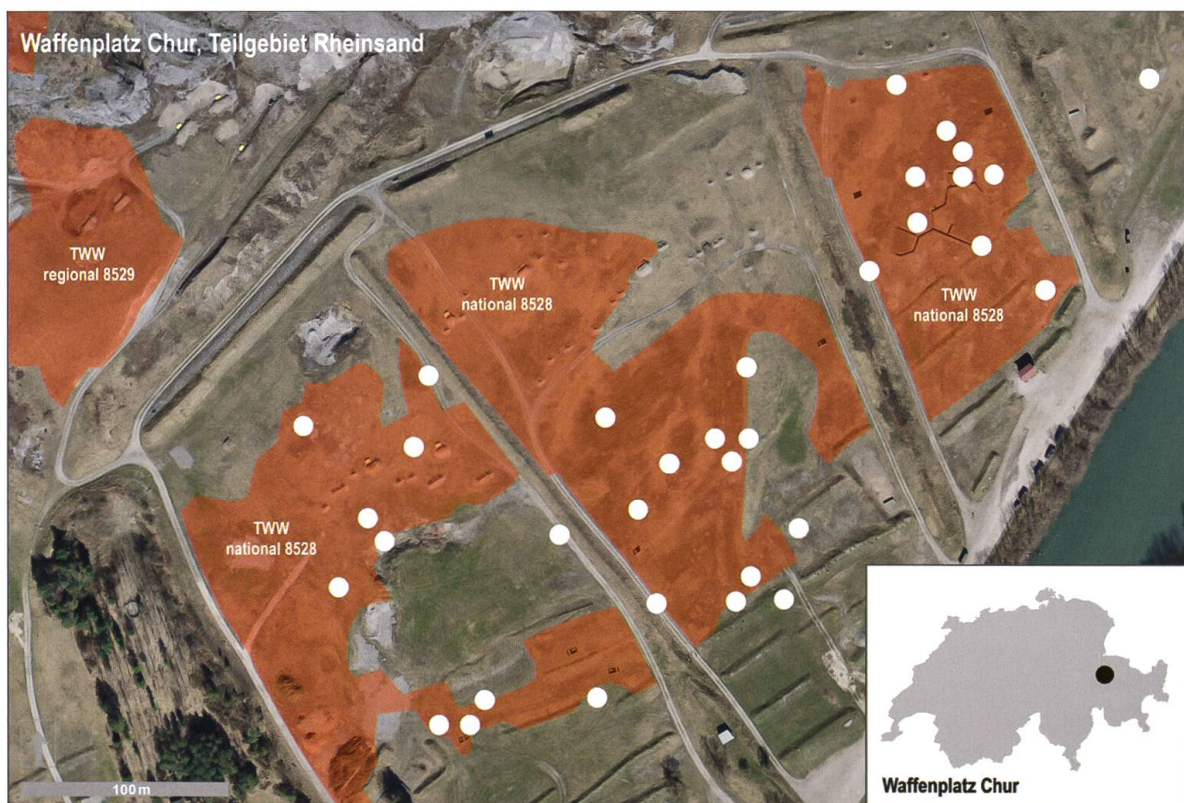 Waffenplatz Chur, Teilgebiet Rheinsand
TWW
regional 8529
TWW
national 8528
TWW
national 8528
TWW
national 8528
100 m
Waffenplatz Chur